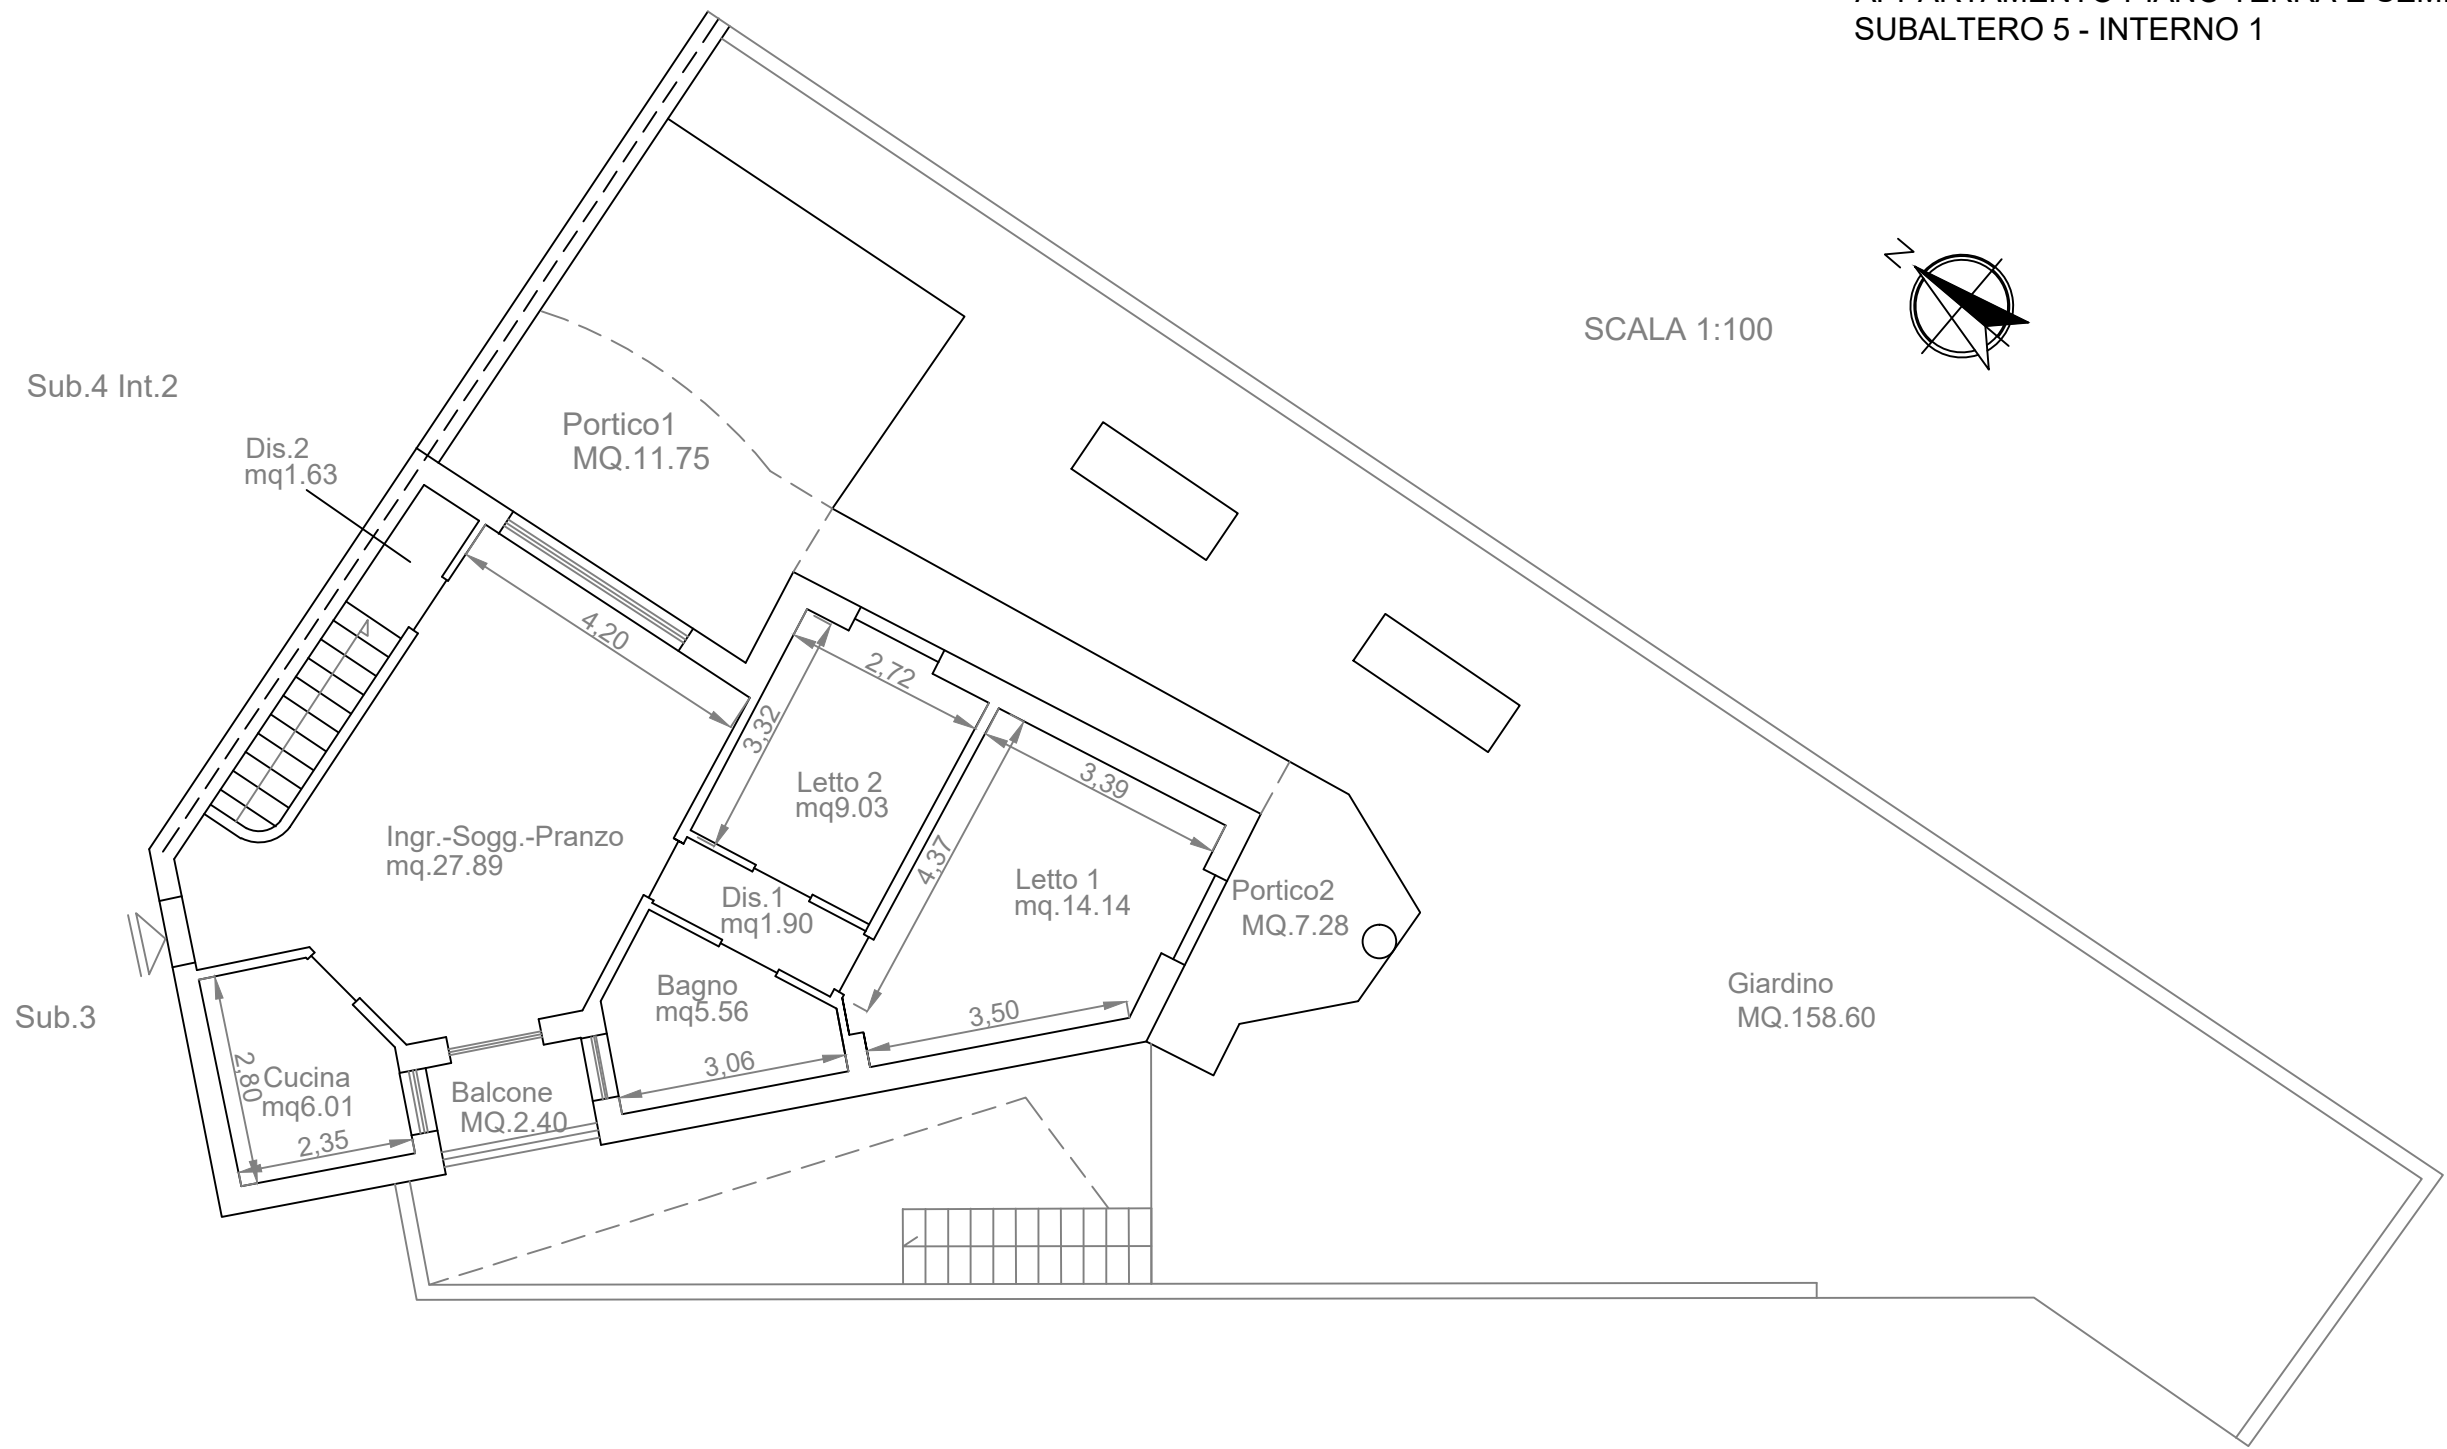 SUBALTERO 5 - INTERNO 1
N
SCALA 1:100
Sub.4 Int.2
Portico1
MQ.11.75
Dis.2
mq1.63
4,20
2,72
3,32
3,39
Letto 2
mq9.03
4,37
Ingr.-Sogg.-Pranzo
mq.27.89
Letto 1
mq.14.14
Portico2
MQ.7.28
Dis.1
mq1.90
Bagno
mq5.56
Giardino
MQ.158.60
Sub.3
3,50
3,06
2,80
Cucina
mq6.01
Balcone
MQ.2.40
2,35